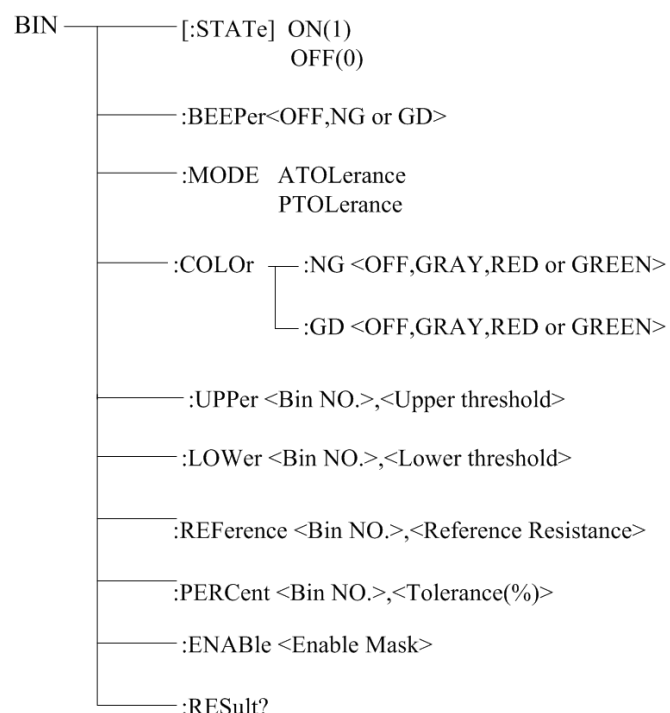 BIN [:STATe] ON(1)
OFF(0)
:BEEPer<OFF,NG or GD>
:MODE ATOLerance
PTOLerance
:COLOr :NG <OFF,GRAY,RED or GREEN>
:GD <OFF,GRAY,RED or GREEN>
:UPPer <Bin NO.>,<Upper threshold>
:LOWer <Bin NO.>,<Lower threshold>
:REFerence <Bin NO.>,<Reference Resistance>
:PERCent <Bin NO.>,<Tolerance(%)>
:ENABle <Enable Mask>
:RESult?